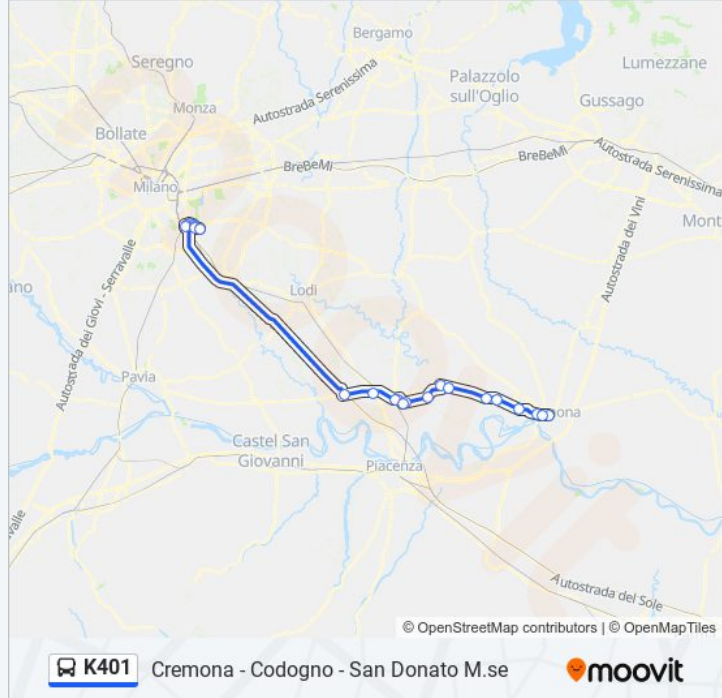 Bergamo
Seregno
Lumezzane
Palazzolo
sull'Oglio
Autostrada Serenissima
Gussago
Monza
Bollate
BreBeMi
BreBeMi
Autostrada Serenissima
Milano
Autostrada dei Vini
Mont
ano
Lodi
Autostrada dei Giovi - Serravalle
Pavia
ona
Castel San
Giovanni
Piacenza
valle
Autostrada del Sole
© OpenStreetMap contributors | © OpenMapTiles
K401 Cremona - Codogno - San Donato M.se moovit